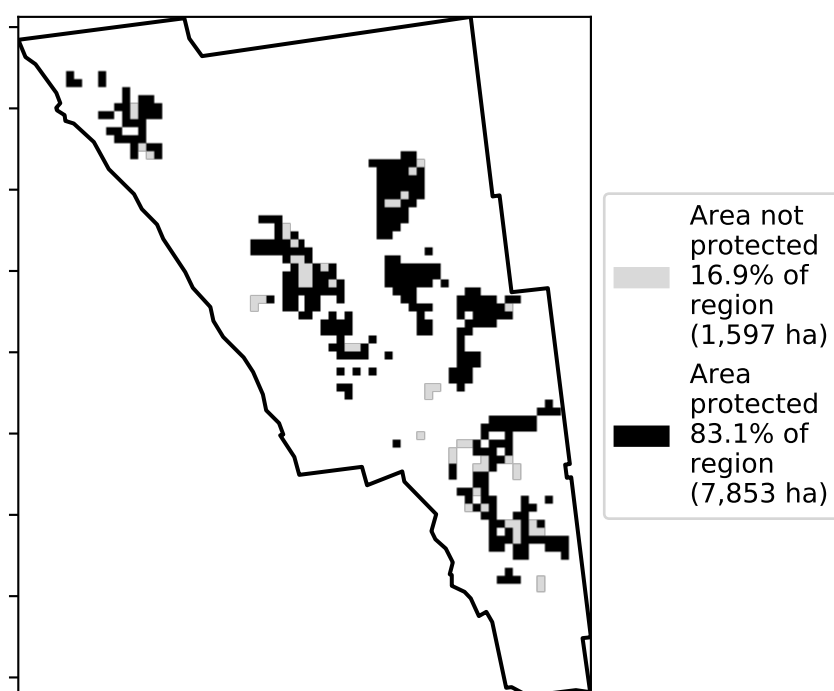 Area not
protected
16.9% of
region
(1,597 ha)
Area
protected
83.1% of
region
(7,853 ha)